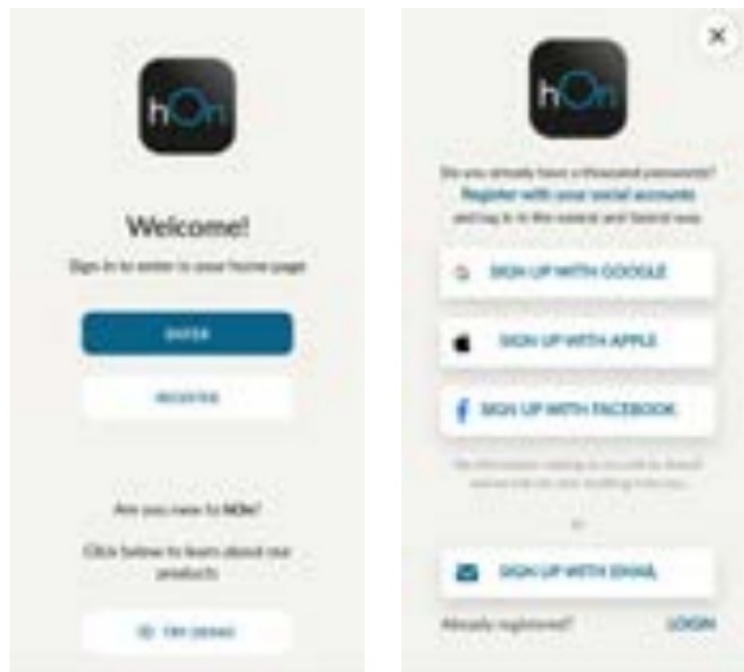 hOn
Welcome!
Sign in to enter in your home page
ENTER
REGISTER
Are you new to hOn?
Click below to learn about our
products
TRY DEMO
hOn
Do you already have a thousand passwords?
Register with your social accounts
and log in in the easiest and fastest way.
SIGN UP WITH GOOGLE
SIGN UP WITH APPLE
SIGN UP WITH FACEBOOK
or
SIGN UP WITH EMAIL
Already registered?
LOGIN